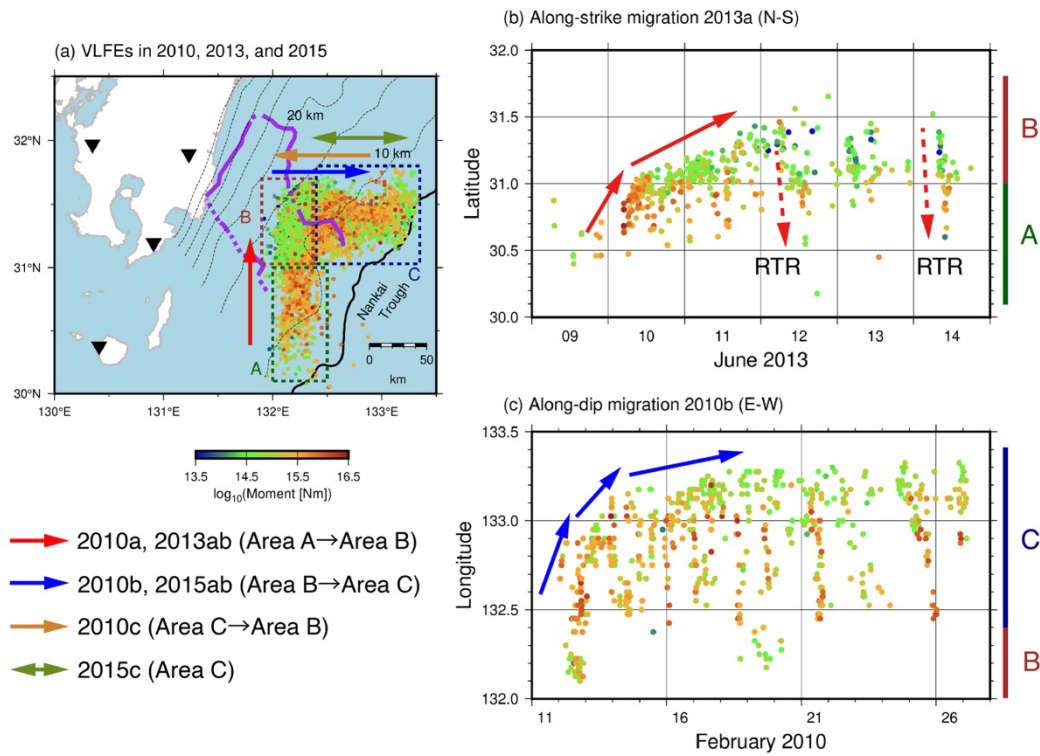 (a) VLFEs in 2010, 2013, and 2015
32°N
31°N
30°N
130°E
131°E
132°E
133°E
20 km
10 km
B
C
A
Nankai
Trough
0
50
km
13.5
14.5
15.5
16.5
log10(Moment [Nm])
2010a, 2013ab (Area A→Area B)
2010b, 2015ab (Area B→Area C)
2010c (Area C→Area B)
2015c (Area C)
(b) Along-strike migration 2013a (N-S)
32.0
31.5
31.0
30.5
30.0
Latitude
RTR
RTR
09
10
11
12
13
14
June 2013
B
A
(c) Along-dip migration 2010b (E-W)
133.5
133.0
132.5
132.0
Longitude
11
16
21
26
February 2010
C
B